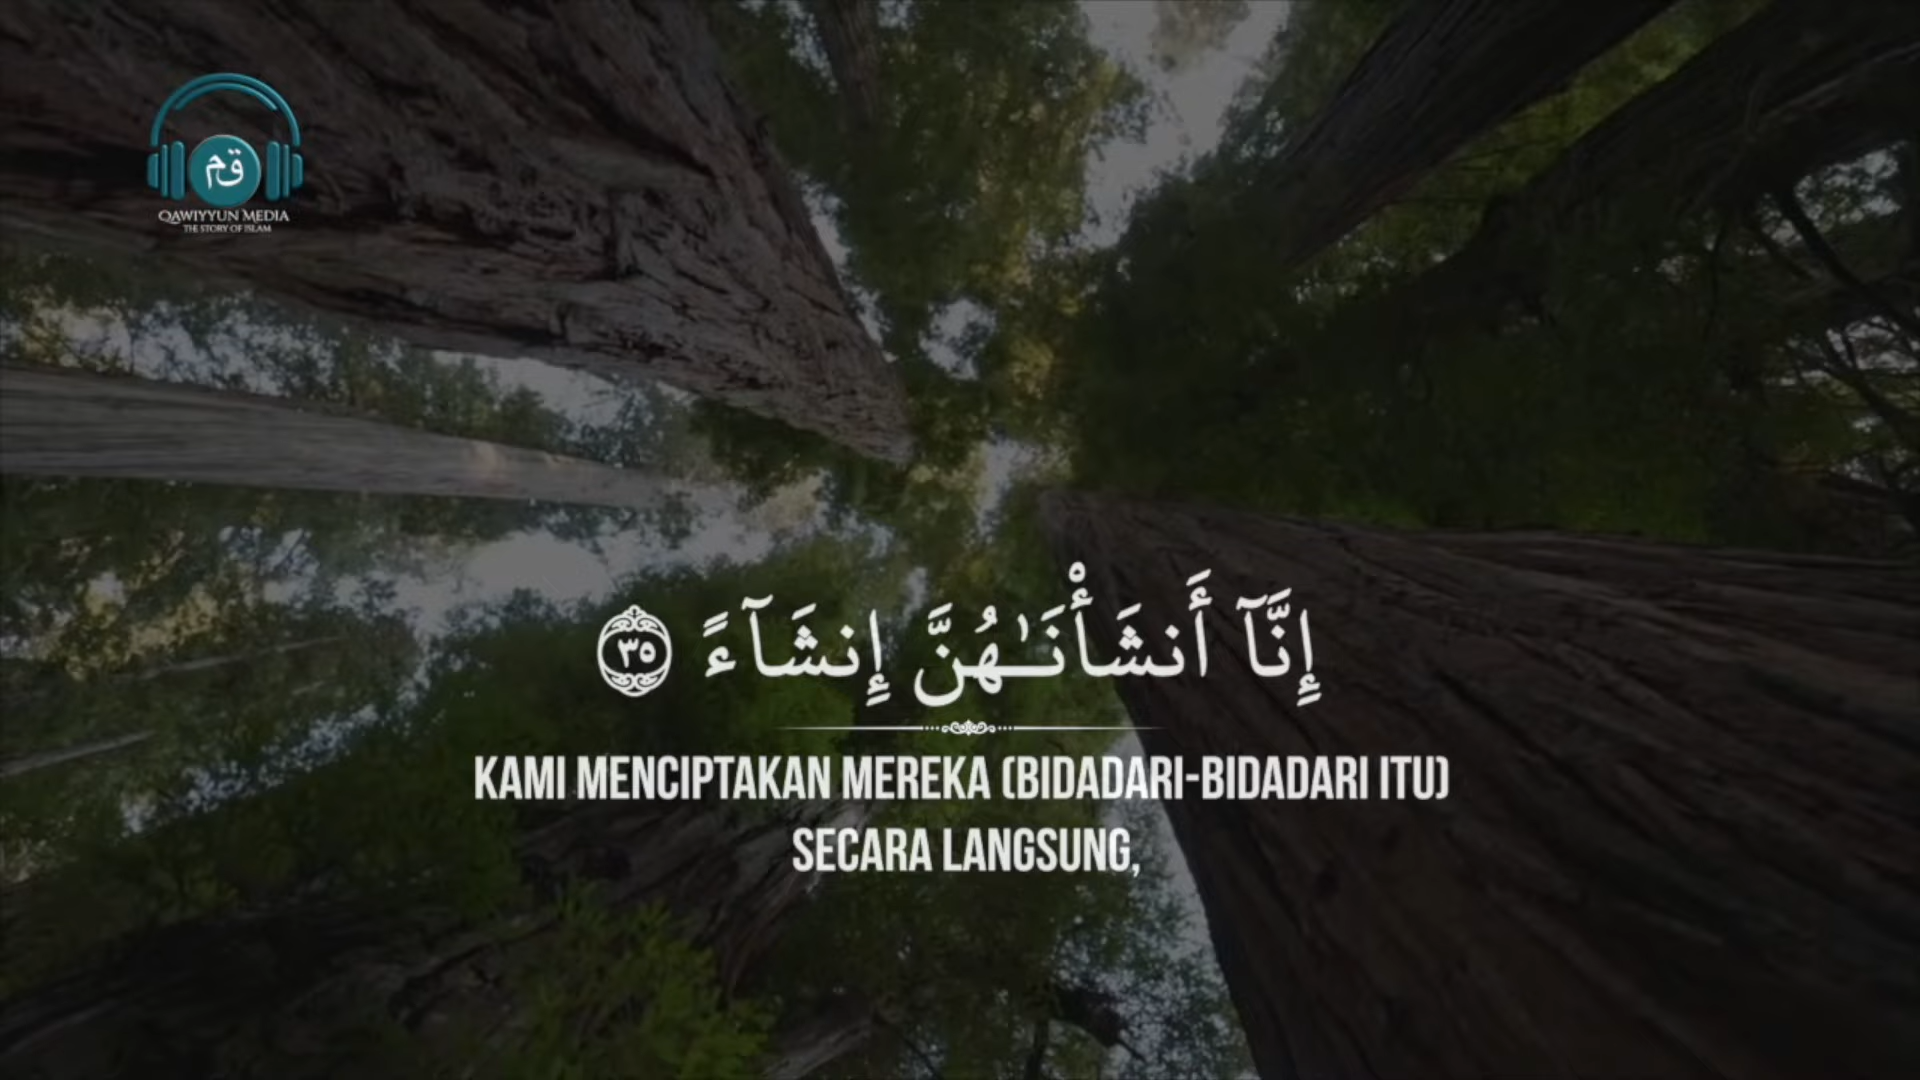 قم
QAWIYYUN MEDIA
THE STORY OF ISLAM
إِنَّآ أَنشَأْنَـٰهُنَّ إِنشَآءً ٣٥
KAMI MENCIPTAKAN MEREKA (BIDADARI-BIDADARI ITU)
SECARA LANGSUNG,